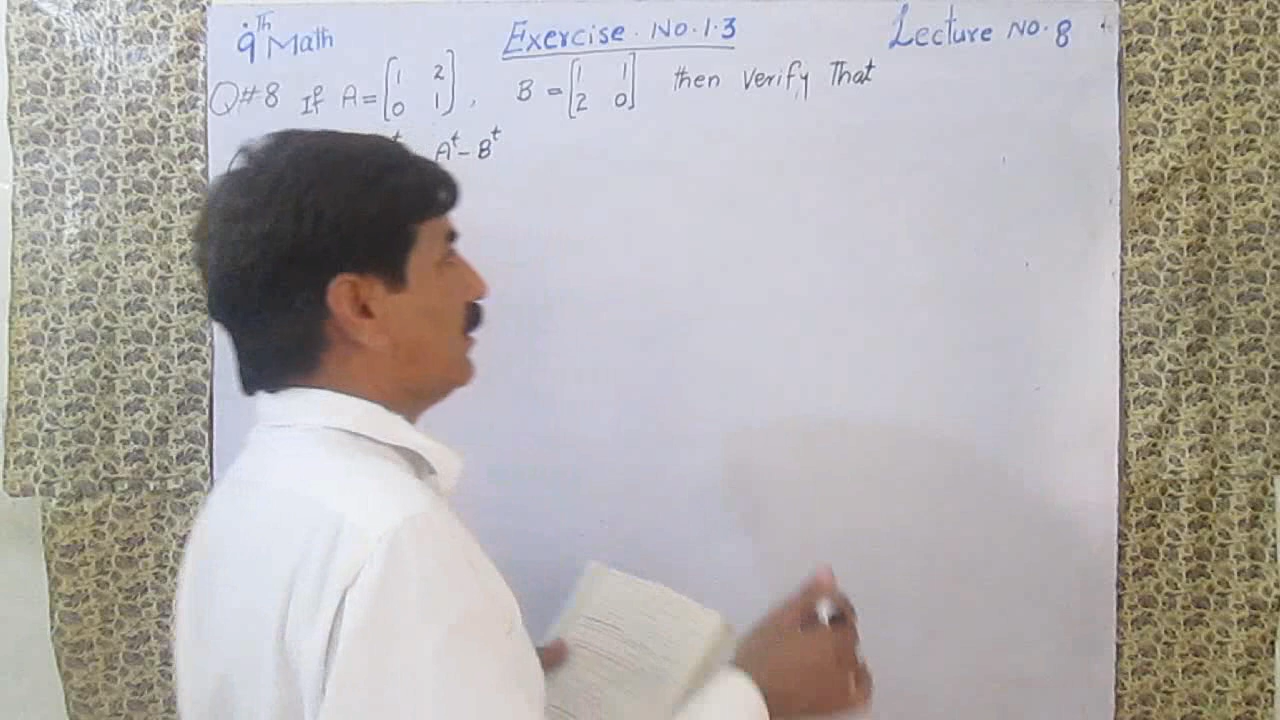 9th Math Exercise No.1.3 Lecture No.8
Q#8 If A = [1 2 0 1], B = [1 1 2 0] then verify That
t A^t - B^t